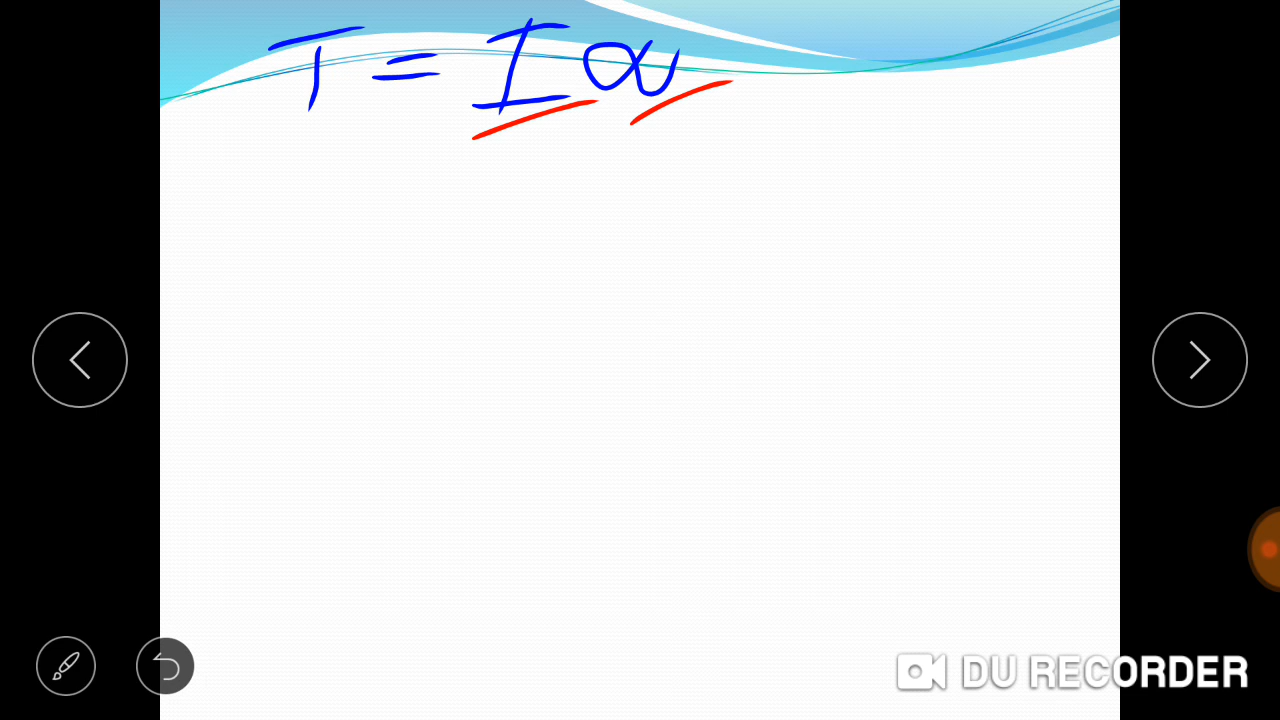 T = Iα
DU RECORDER